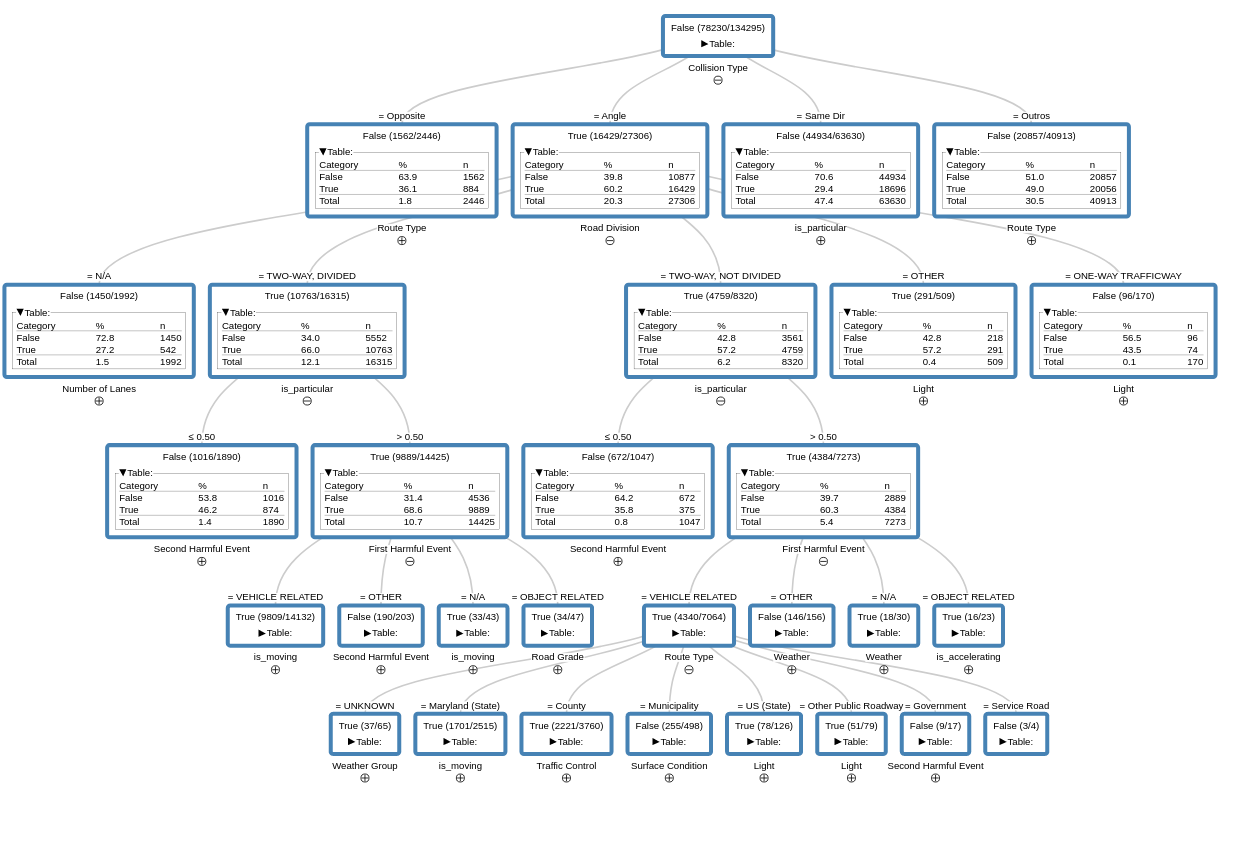 False (78230/134295)
▶Table:
Collision Type
⊖
= Opposite = Angle = Same Dir = Outros
False (1562/2446) True (16429/27306) False (44934/63630) False (20857/40913)
▼Table: ▼Table: ▼Table: ▼Table:
Category % n Category % n Category % n Category % n
False 63.9 1562 False 39.8 10877 False 70.6 44934 False 51.0 20857
True 36.1 884 True 60.2 16429 True 29.4 18696 True 49.0 20056
Total 1.8 2446 Total 20.3 27306 Total 47.4 63630 Total 30.5 40913
Route Type Road Division is_particular Route Type
⊕ ⊖ ⊕ ⊕
= N/A = TWO-WAY, DIVIDED = TWO-WAY, NOT DIVIDED = OTHER = ONE-WAY TRAFFICWAY
False (1450/1992) True (10763/16315) True (4759/8320) True (291/509) False (96/170)
▼Table: ▼Table: ▼Table: ▼Table: ▼Table:
Category % n Category % n Category % n Category % n Category % n
False 72.8 1450 False 34.0 5552 False 42.8 3561 False 42.8 218 False 56.5 96
True 27.2 542 True 66.0 10763 True 57.2 4759 True 57.2 291 True 43.5 74
Total 1.5 1992 Total 12.1 16315 Total 6.2 8320 Total 0.4 509 Total 0.1 170
Number of Lanes is_particular is_particular Light Light
⊕ ⊖ ⊖ ⊕ ⊕
≤ 0.50 > 0.50 ≤ 0.50 > 0.50
False (1016/1890) True (9889/14425) False (672/1047) True (4384/7273)
▼Table: ▼Table: ▼Table: ▼Table:
Category % n Category % n Category % n Category % n
False 53.8 1016 False 31.4 4536 False 64.2 672 False 39.7 2889
True 46.2 874 True 68.6 9889 True 35.8 375 True 60.3 4384
Total 1.4 1890 Total 10.7 14425 Total 0.8 1047 Total 5.4 7273
Second Harmful Event First Harmful Event Second Harmful Event First Harmful Event
⊕ ⊖ ⊕ ⊖
= VEHICLE RELATED = OTHER = N/A = OBJECT RELATED = VEHICLE RELATED = OTHER = N/A = OBJECT RELATED
True (9809/14132) False (190/203) True (33/43) True (34/47) True (4340/7064) False (146/156) True (18/30) True (16/23)
▶Table: ▶Table: ▶Table: ▶Table: ▶Table: ▶Table: ▶Table: ▶Table:
is_moving Second Harmful Event is_moving Road Grade Route Type Weather Weather is_accelerating
⊕ ⊕ ⊕ ⊕ ⊖ ⊕ ⊕ ⊕
= UNKNOWN = Maryland (State) = County = Municipality = US (State) = Other Public Roadway = Government = Service Road
True (37/65) True (1701/2515) True (2221/3760) False (255/498) True (78/126) True (51/79) True (9/17) False (3/4)
▶Table: ▶Table: ▶Table: ▶Table: ▶Table: ▶Table: ▶Table: ▶Table:
Weather Group is_moving Traffic Control Surface Condition Light Light Second Harmful Event
⊕ ⊕ ⊕ ⊕ ⊕ ⊕ ⊕